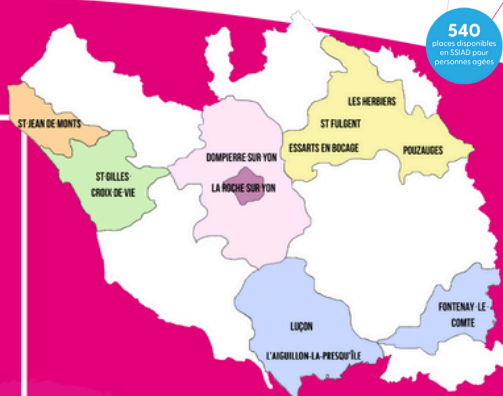 540
places disponibles
en SSIAD pour
personnes agées
LES HERBIERS
ST JEAN DE MONTS
ST FULGENT
ESSARTS EN BOCAGE
POUZAUGES
DOMPIERRE SUR YON
ST GILLES
CROIX DE VIE
LA ROCHE SUR YON
FONTENAY LE
COMTE
LUÇON
L'AIGUILLON-LA-PRESQU'ÎLE